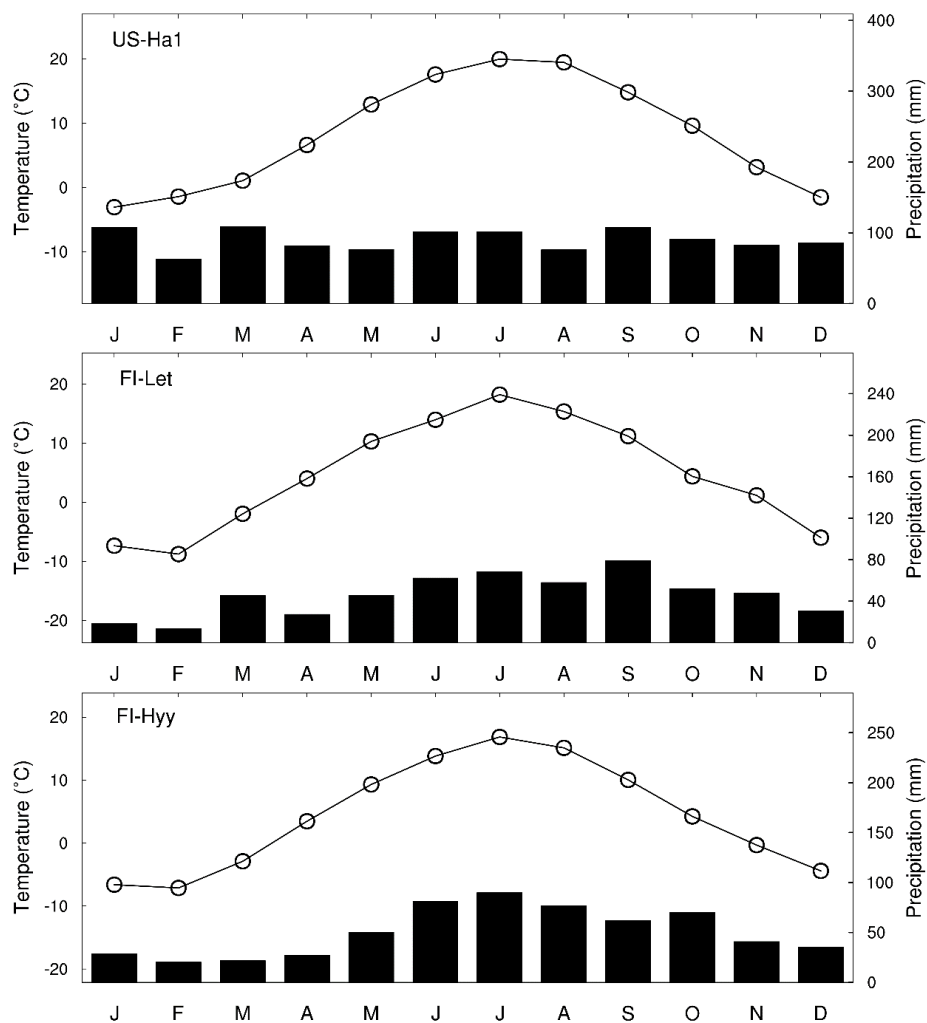 US-Ha1
Temperature (°C)
20
10
0
-10
Precipitation (mm)
400
300
200
100
0
J F M A M J J A S O N D
FI-Let
Temperature (°C)
20
10
0
-10
-20
Precipitation (mm)
240
200
160
120
80
40
0
J F M A M J J A S O N D
FI-Hyy
Temperature (°C)
20
10
0
-10
-20
Precipitation (mm)
250
200
150
100
50
0
J F M A M J J A S O N D